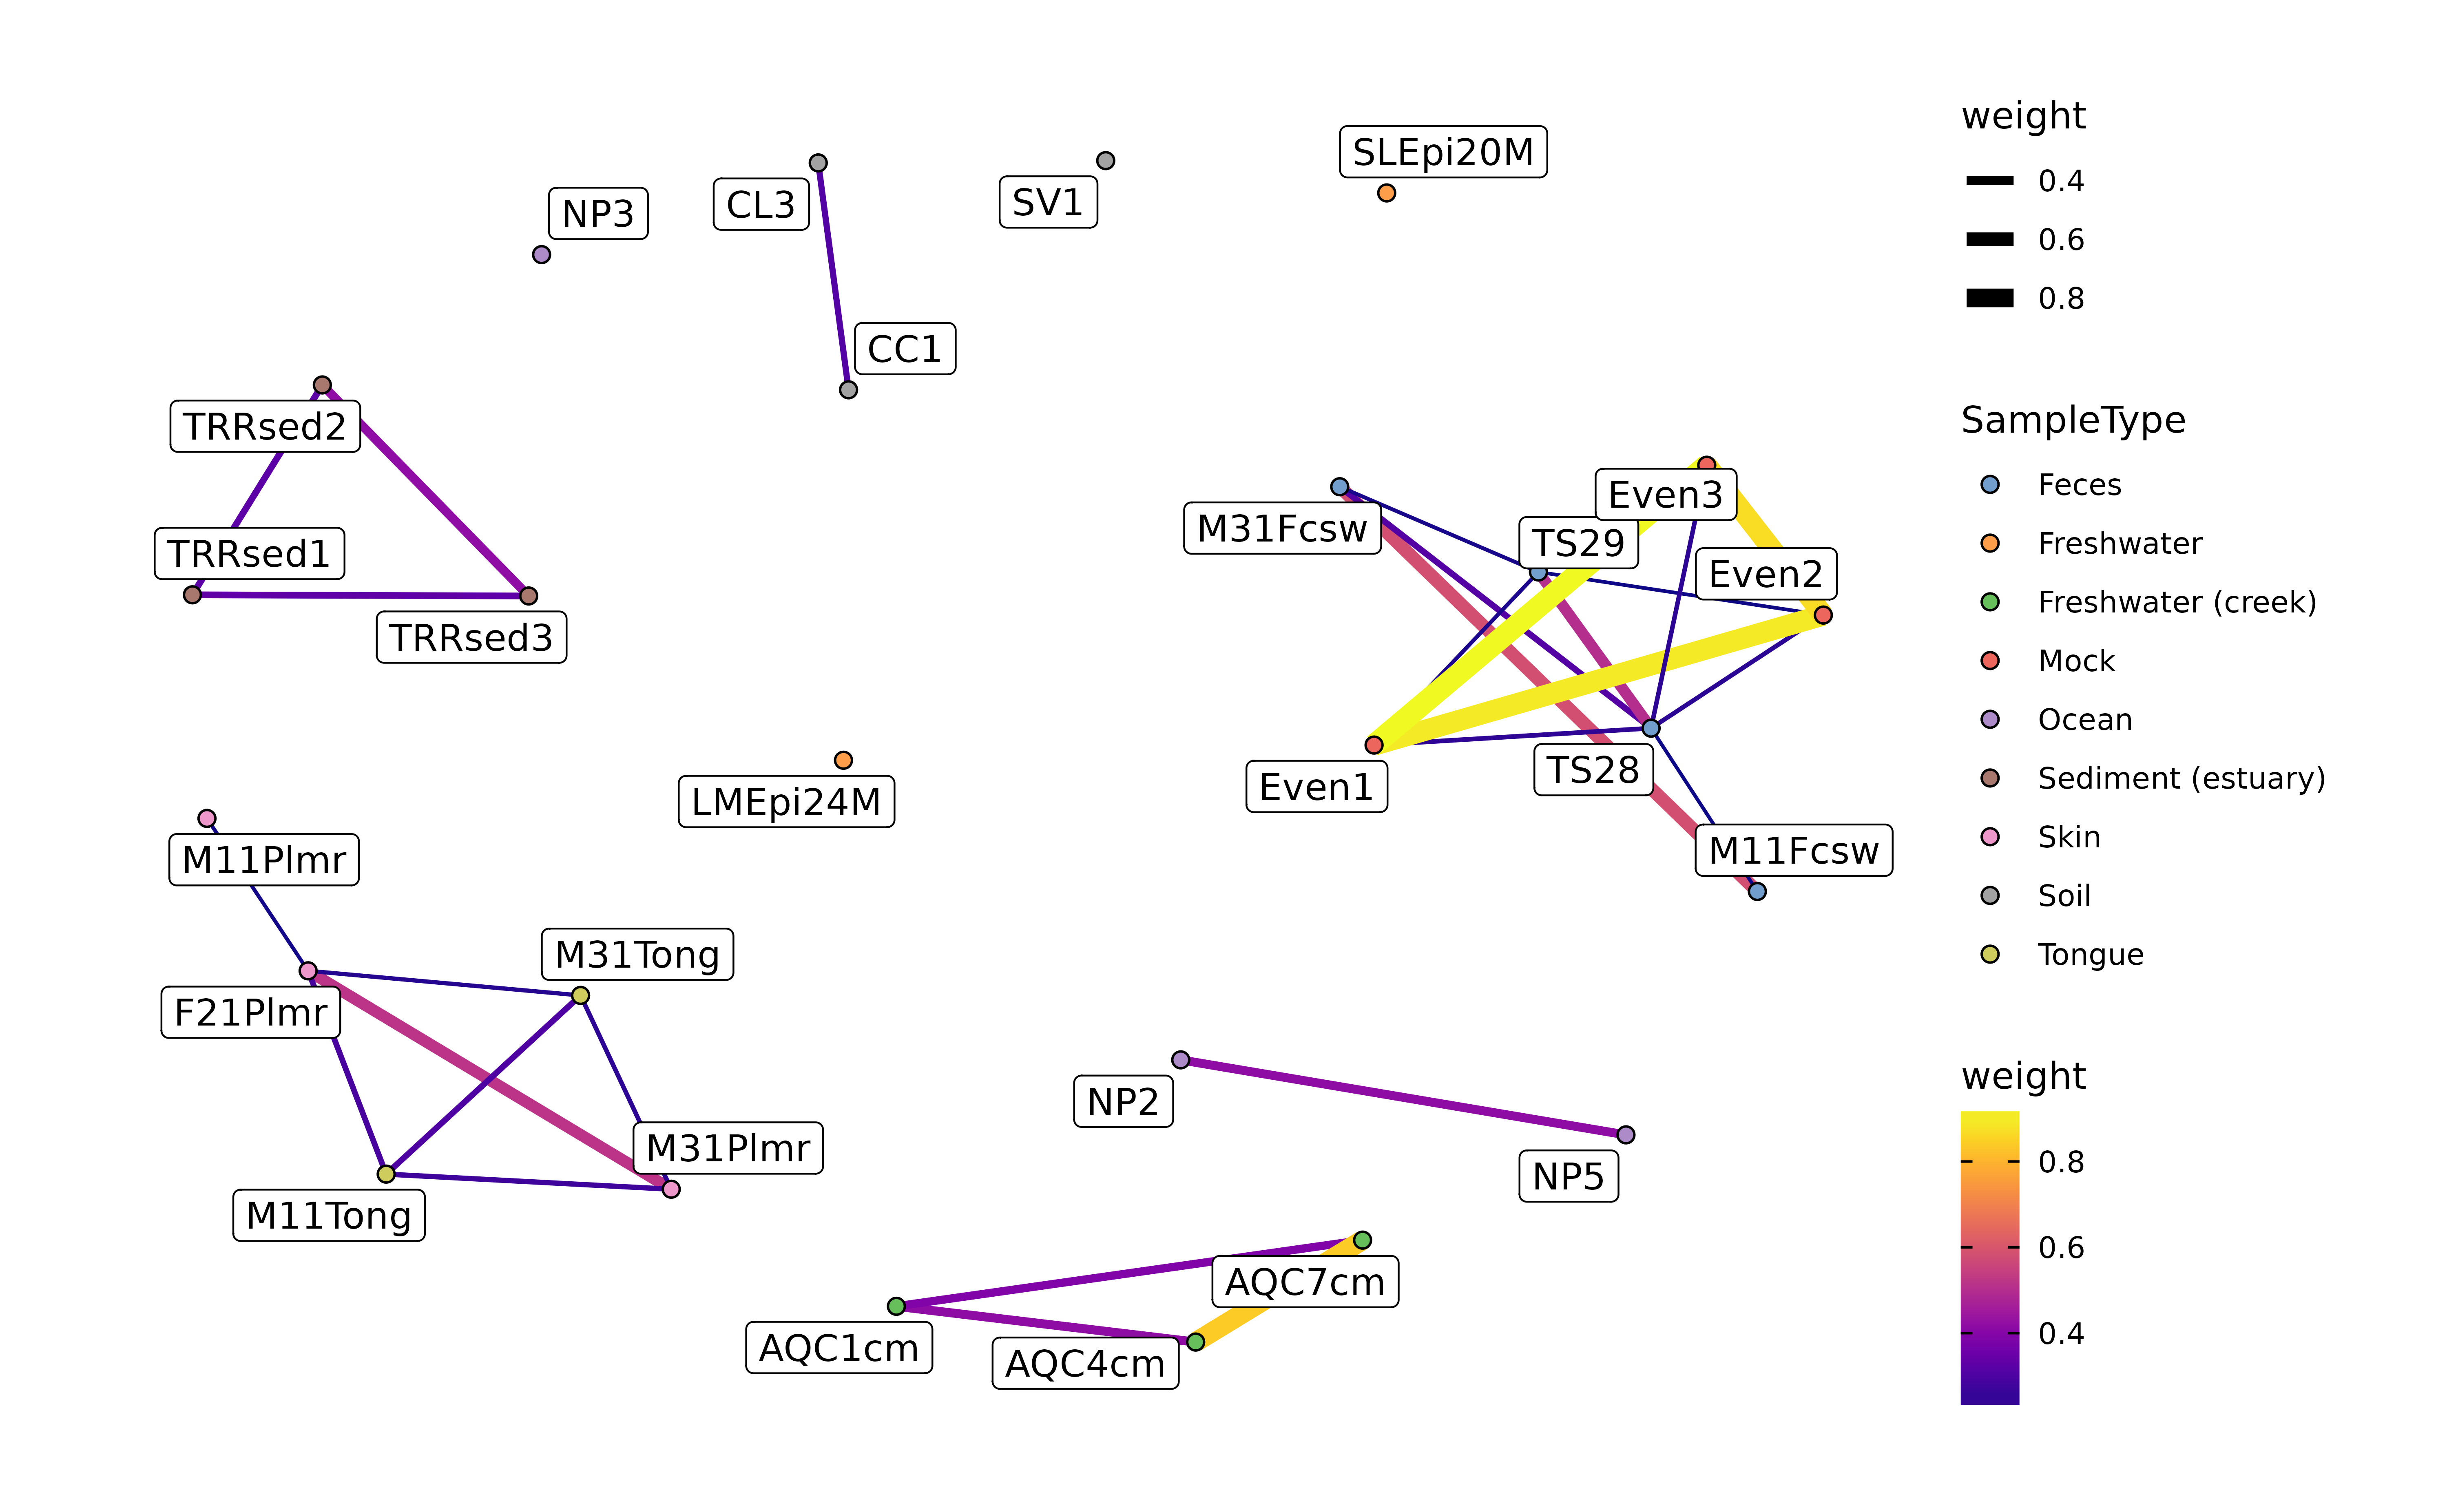 SLEpi20M
NP3
CL3
SV1
CC1
TRRsed2
TRRsed1
TRRsed3
M31Fcsw
Even3
TS29
Even2
Even1
TS28
M11Fcsw
LMEpi24M
M11Plmr
M31Tong
F21Plmr
M31Plmr
M11Tong
NP2
NP5
AQC7cm
AQC1cm
AQC4cm
weight
0.4
0.6
0.8
SampleType
Feces
Freshwater
Freshwater (creek)
Mock
Ocean
Sediment (estuary)
Skin
Soil
Tongue
weight
0.8
0.6
0.4